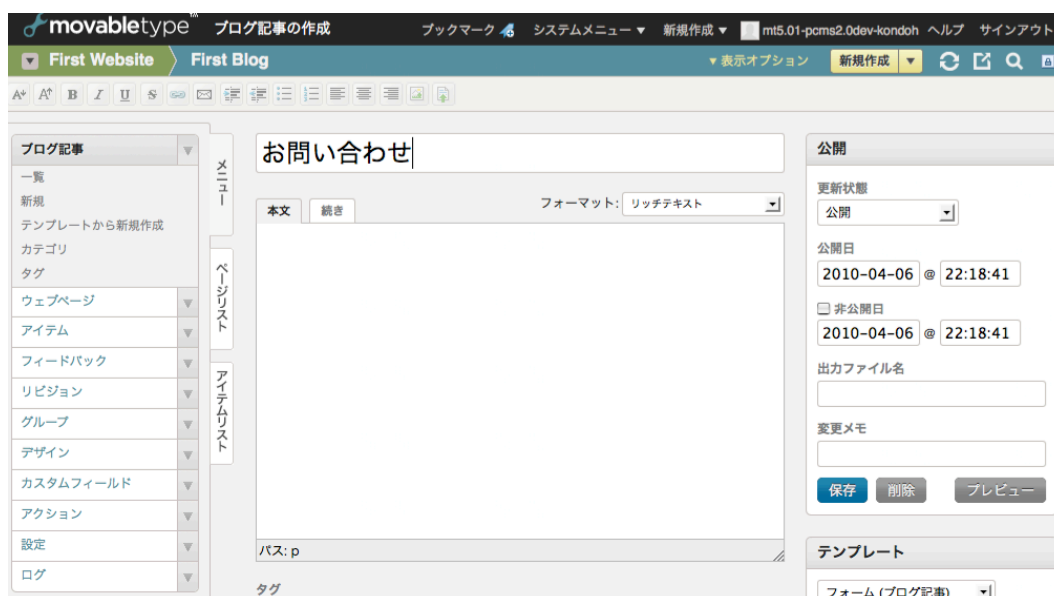 movabletype™ ブログ記事の作成 ブックマーク システムメニュー ▼ 新規作成 ▼ mt5.01-pcms2.0dev-kondoh ヘルプ サインアウト
First Website First Blog ▼表示オプション 新規作成 ▼
B I U S
ブログ記事
一覧
新規
テンプレートから新規作成
カテゴリ
タグ
ウェブページ
アイテム
フィードバック
リビジョン
グループ
デザイン
カスタムフィールド
アクション
設定
ログ
メニュー
ページリスト
アイテムリスト
お問い合わせ
本文 続き フォーマット: リッチテキスト
パス: p
タグ
公開
更新状態
公開
公開日
2010-04-06 @ 22:18:41
非公開日
2010-04-06 @ 22:18:41
出力ファイル名
変更メモ
保存 削除 プレビュー
テンプレート
フォーム (ブログ記事)